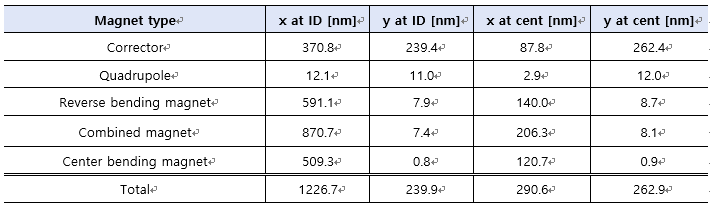 Magnet type x at ID [nm] y at ID [nm] x at cent [nm] y at cent [nm]
Corrector 370.8 239.4 87.8 262.4
Quadrupole 12.1 11.0 2.9 12.0
Reverse bending magnet 591.1 7.9 140.0 8.7
Combined magnet 870.7 7.4 206.3 8.1
Center bending magnet 509.3 0.8 120.7 0.9
Total 1226.7 239.9 290.6 262.9